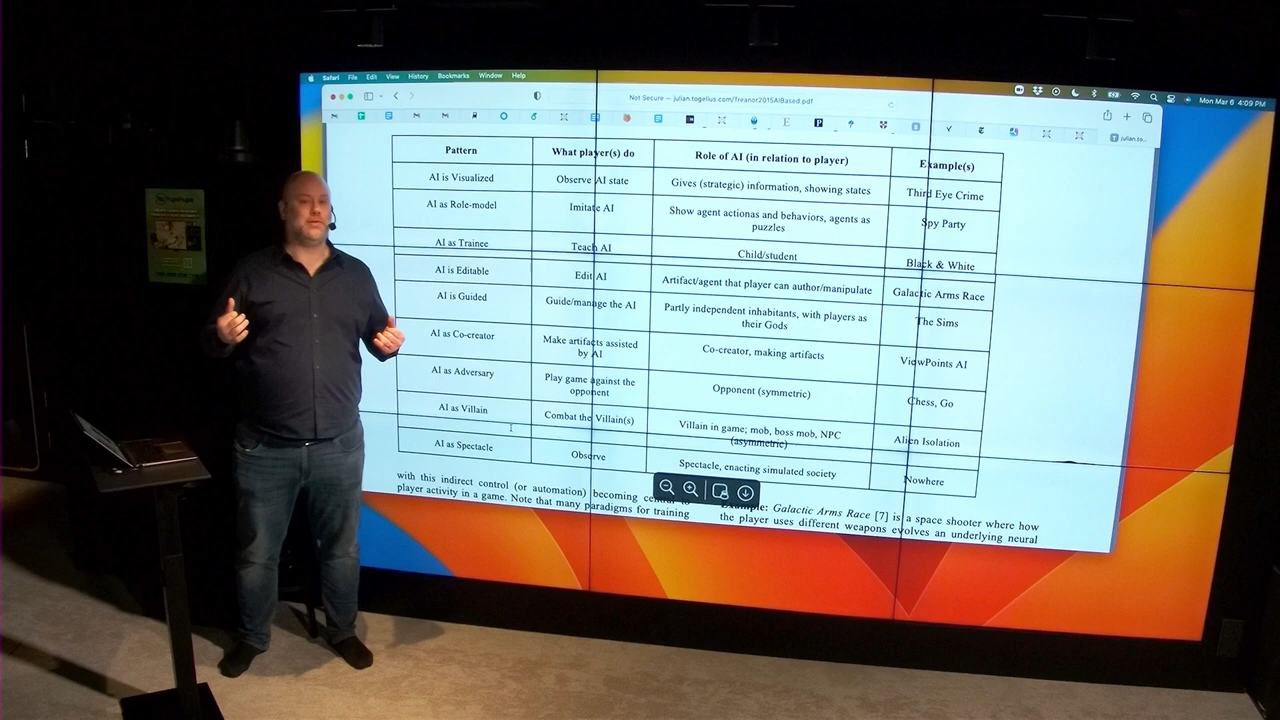 Safari File Edit View History Bookmarks Window Help
Mon Mar 6 4:09 PM
Not Secure — julian.togelius.com/Treanor2015AIBased.pdf
julian.to...
Pattern What player(s) do Role of AI (in relation to player) Example(s)
AI is Visualized Observe AI state Gives (strategic) information, showing states Third Eye Crime
AI as Role-model Imitate AI Show agent actionas and behaviors, agents as
puzzles Spy Party
AI as Trainee Teach AI Child/student Black & White
AI is Editable Edit AI Artifact/agent that player can author/manipulate Galactic Arms Race
AI is Guided Guide/manage the AI Partly independent inhabitants, with players as
their Gods The Sims
AI as Co-creator Make artifacts assisted
by AI Co-creator, making artifacts ViewPoints AI
AI as Adversary Play game against the
opponent Opponent (symmetric) Chess, Go
AI as Villain Combat the Villain(s) Villain in game; mob, boss mob, NPC
(asymmetric) Alien Isolation
AI as Spectacle Observe Spectacle, enacting simulated society Nowhere
with this indirect control (or automation) becoming
player activity in a game. Note that many paradigms for training
Galactic Arms Race [7] is a space shooter where how
the player uses different weapons evolves an underlying neural